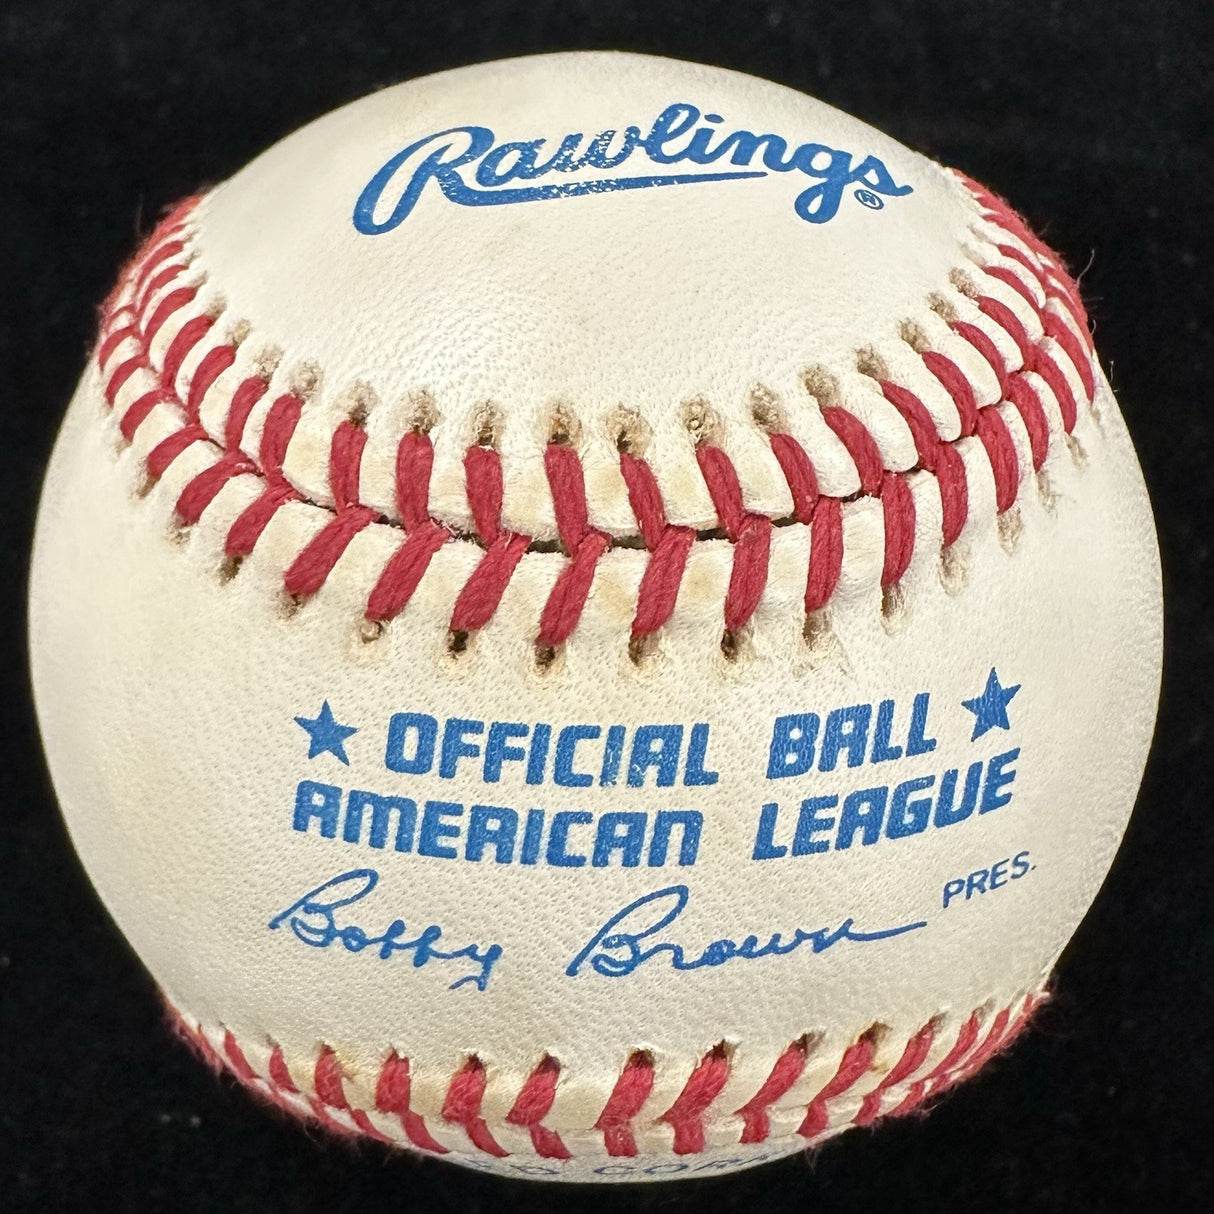 Rawlings®
★ OFFICIAL BALL ★
AMERICAN LEAGUE
Bobby Brown PRES.